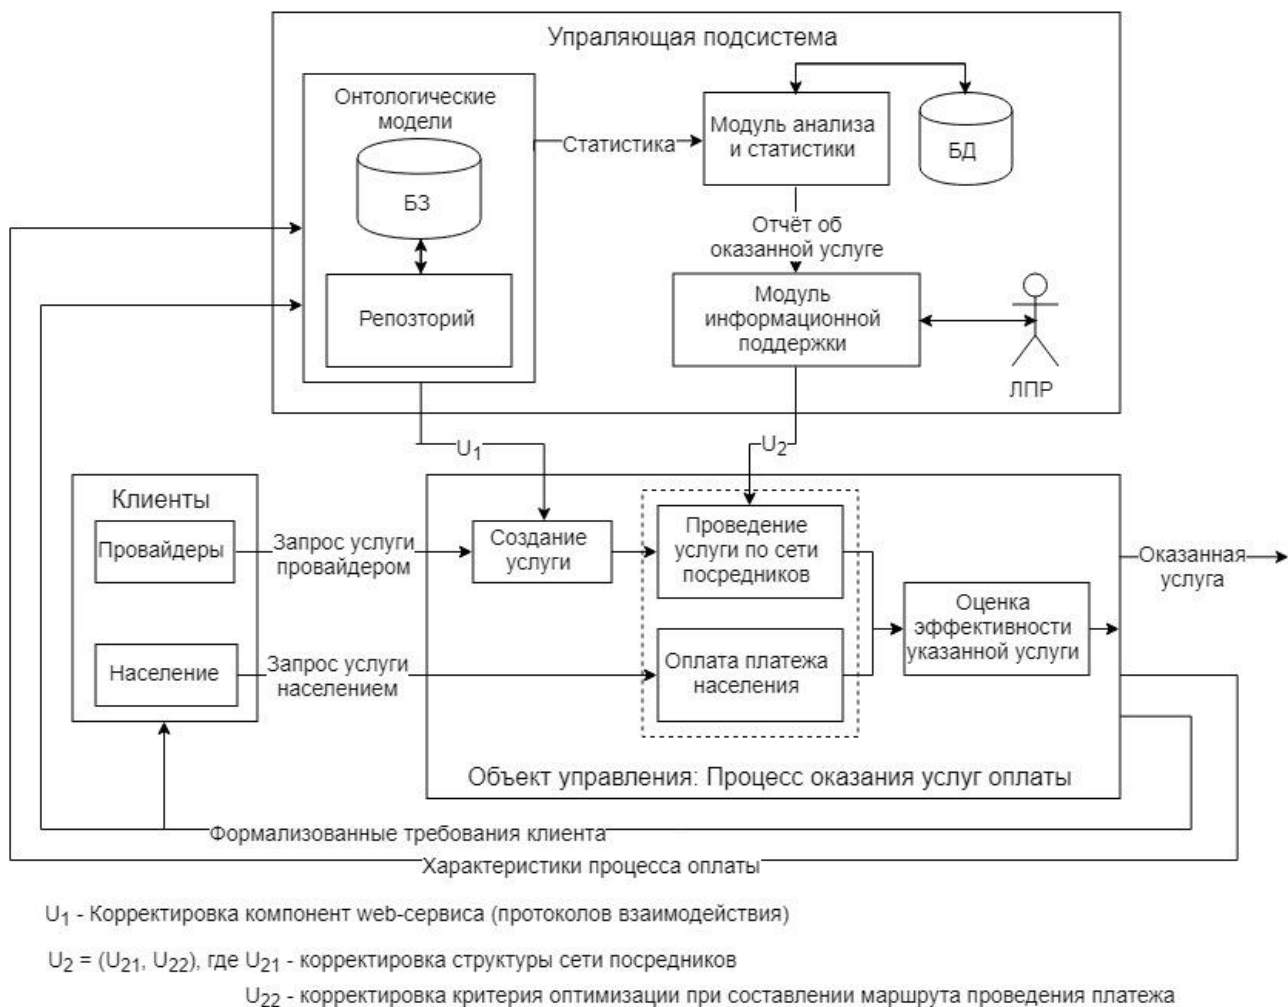 Упраляющая подсистема
Онтологические
модели
БЗ
Репозторий
Статистика
Модуль анализа
и статистики
БД
Отчёт об
оказанной услуге
Модуль
информационной
поддержки
ЛПР
U1
U2
Клиенты
Провайдеры
Население
Запрос услуги
провайдером
Запрос услуги
населением
Создание
услуги
Проведение
услуги по сети
посредников
Оплата платежа
населения
Оценка
эффективности
указанной услуги
Оказанная
услуга
Объект управления: Процесс оказания услуг оплаты
Формализованные требования клиента
Характеристики процесса оплаты
U1 - Корректировка компонент web-сервиса (протоколов взаимодействия)
U2 = (U21, U22), где U21 - корректировка структуры сети посредников
U22 - корректировка критерия оптимизации при составлении маршрута проведения платежа